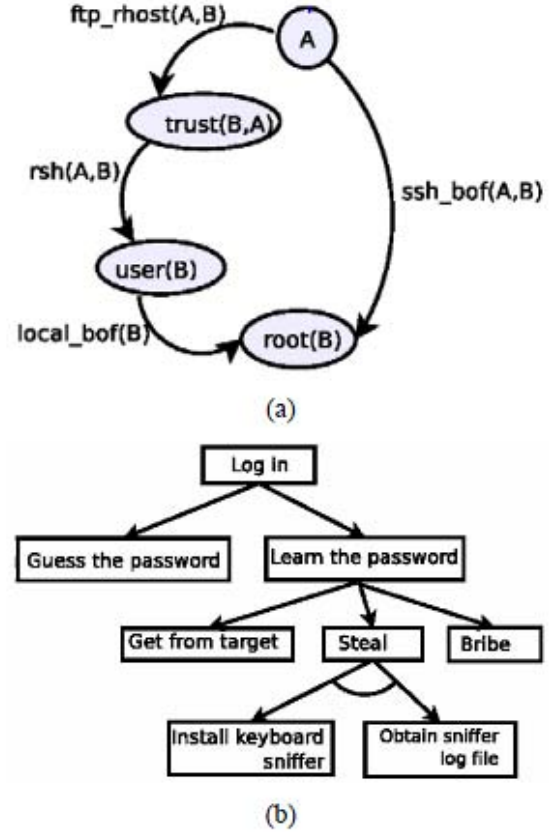 ftp_rhost(A,B)
A
trust(B,A)
rsh(A,B)
ssh_bof(A,B)
user(B)
local_bof(B)
root(B)
(a)
Log in
Guess the password
Learn the password
Get from target
Steal
Bribe
Install keyboard
sniffer
Obtain sniffer
log file
(b)